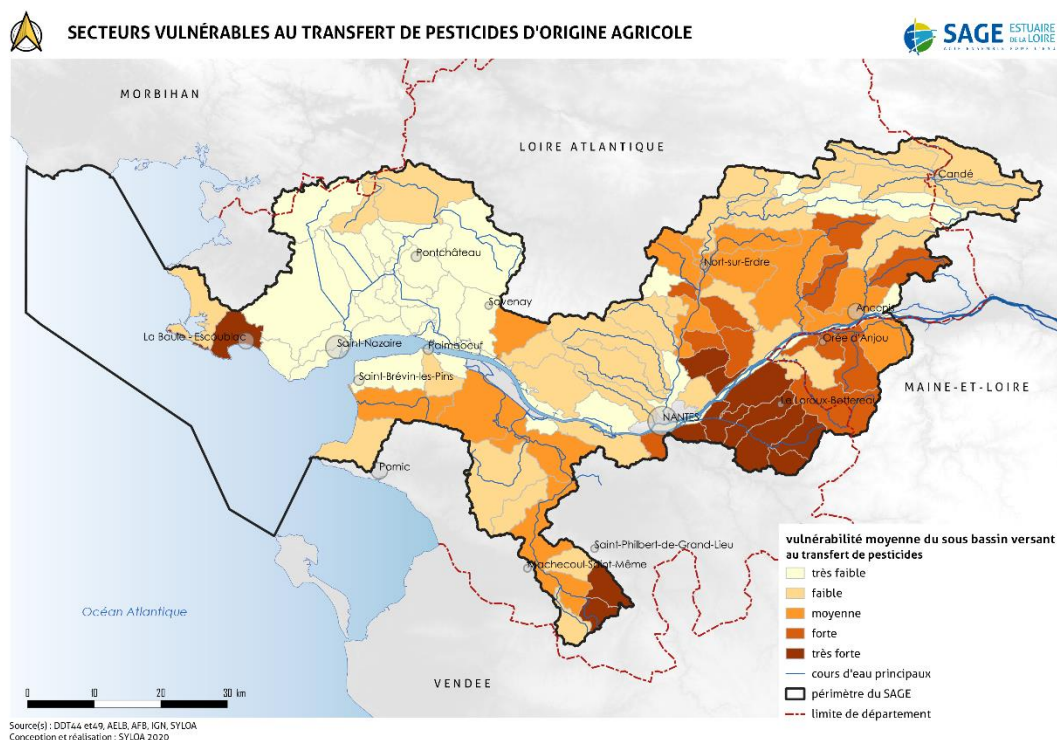 SECTEURS VULNÉRABLES AU TRANSFERT DE PESTICIDES D'ORIGINE AGRICOLE
SAGE ESTUAIRE
DE LA LOIRE
MORBIHAN
LOIRE ATLANTIQUE
Candé
Pontchâteau
Nort-sur-Erdre
Savenay
Ancenis
La Baule - Escoublac
Saint-Nazaire
Paimboeuf
Orée d'Anjou
Saint-Brévin-les-Pins
MAINE-ET-LOIRE
Le Loroux-Bottereau
NANTES
Pornic
Saint-Philbert-de-Grand-Lieu
Machecoul-Saint-Même
Océan Atlantique
VENDEE
vulnérabilité moyenne du sous bassin versant
au transfert de pesticides
très faible
faible
moyenne
forte
très forte
cours d'eau principaux
périmètre du SAGE
limite de département
0 10 20 30 km
Source(s) : DDT44 et49, AELB, AFB, IGN, SYLOA
Conception et réalisation : SYLOA 2020